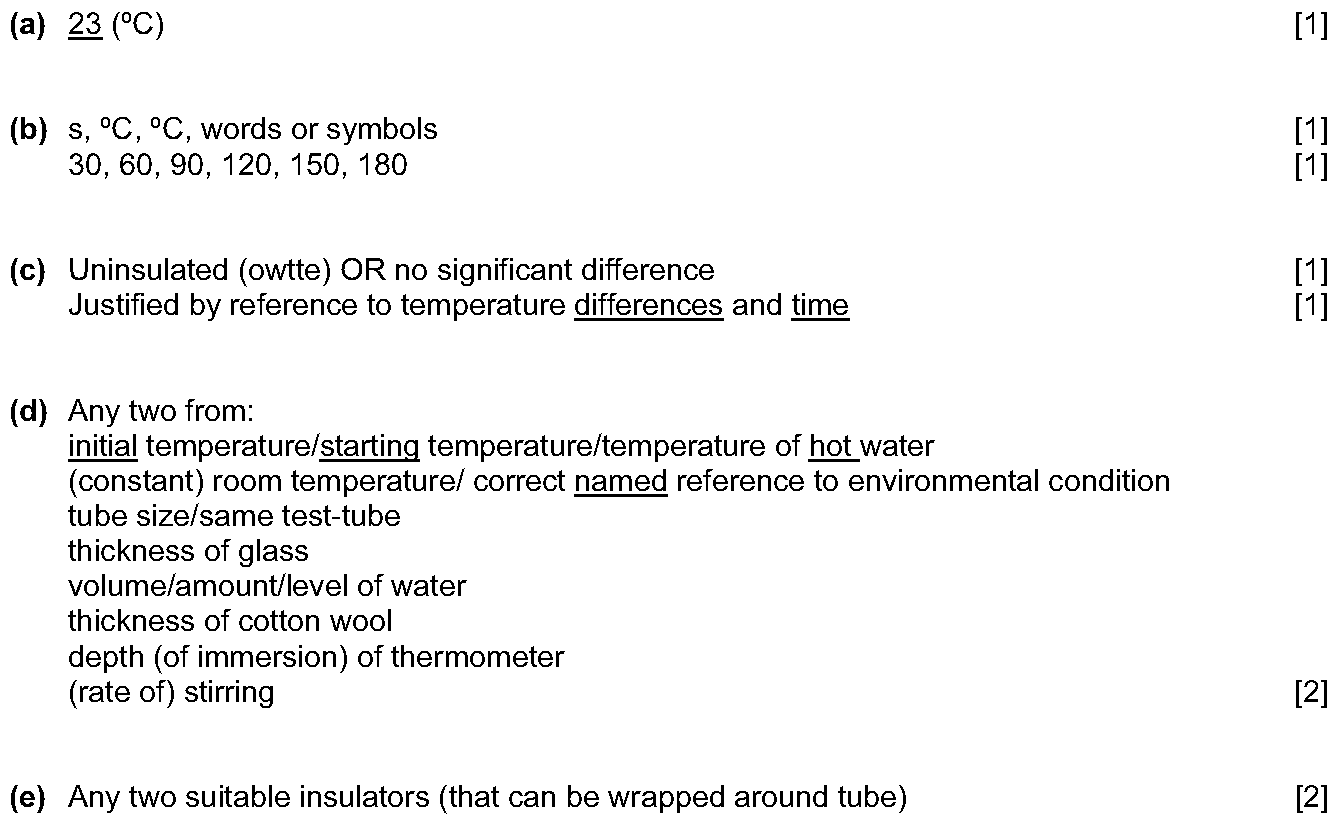 (a) 23 (ºC) [1]
(b) s, ºC, ºC, words or symbols [1]
30, 60, 90, 120, 150, 180 [1]
(c) Uninsulated (owtte) OR no significant difference [1]
Justified by reference to temperature differences and time [1]
(d) Any two from:
initial temperature/starting temperature/temperature of hot water
(constant) room temperature/ correct named reference to environmental condition
tube size/same test-tube
thickness of glass
volume/amount/level of water
thickness of cotton wool
depth (of immersion) of thermometer
(rate of) stirring [2]
(e) Any two suitable insulators (that can be wrapped around tube) [2]